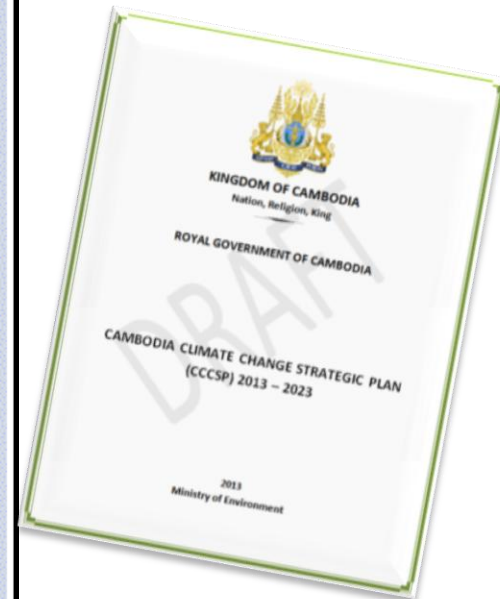 KINGDOM OF CAMBODIA
Nation, Religion, King
ROYAL GOVERNMENT OF CAMBODIA
DRAFT
CAMBODIA CLIMATE CHANGE STRATEGIC PLAN
(CCCSP) 2013 – 2023
2013
Ministry of Environment